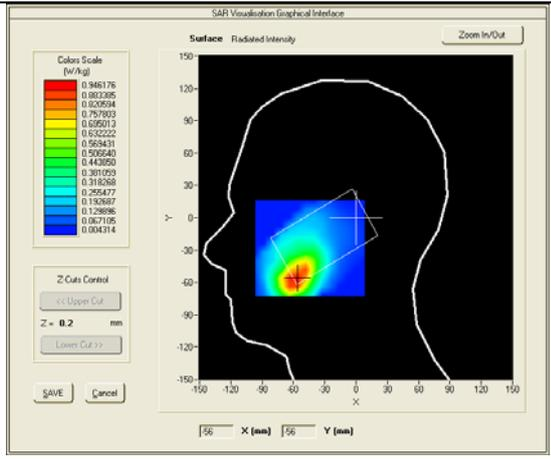 SAR Visualisation Graphical Interface
Surface Radiated Intensity
Zoom In/Out
Colors Scale
(W/kg)
0.946176
0.883385
0.820594
0.757803
0.695013
0.632222
0.569431
0.506640
0.443850
0.381059
0.318268
0.255477
0.192687
0.129896
0.067105
0.004314
Z-Cuts Control
<< Upper Cut
Z = 0.2 mm
Lower Cut >>
SAVE Cancel
150
120
90
60
30
0
-30
-60
-90
-120
-150
Y
-150 -120 -90 -60 -30 0 30 60 90 120 150
X
-56 X (mm) -56 Y (mm)